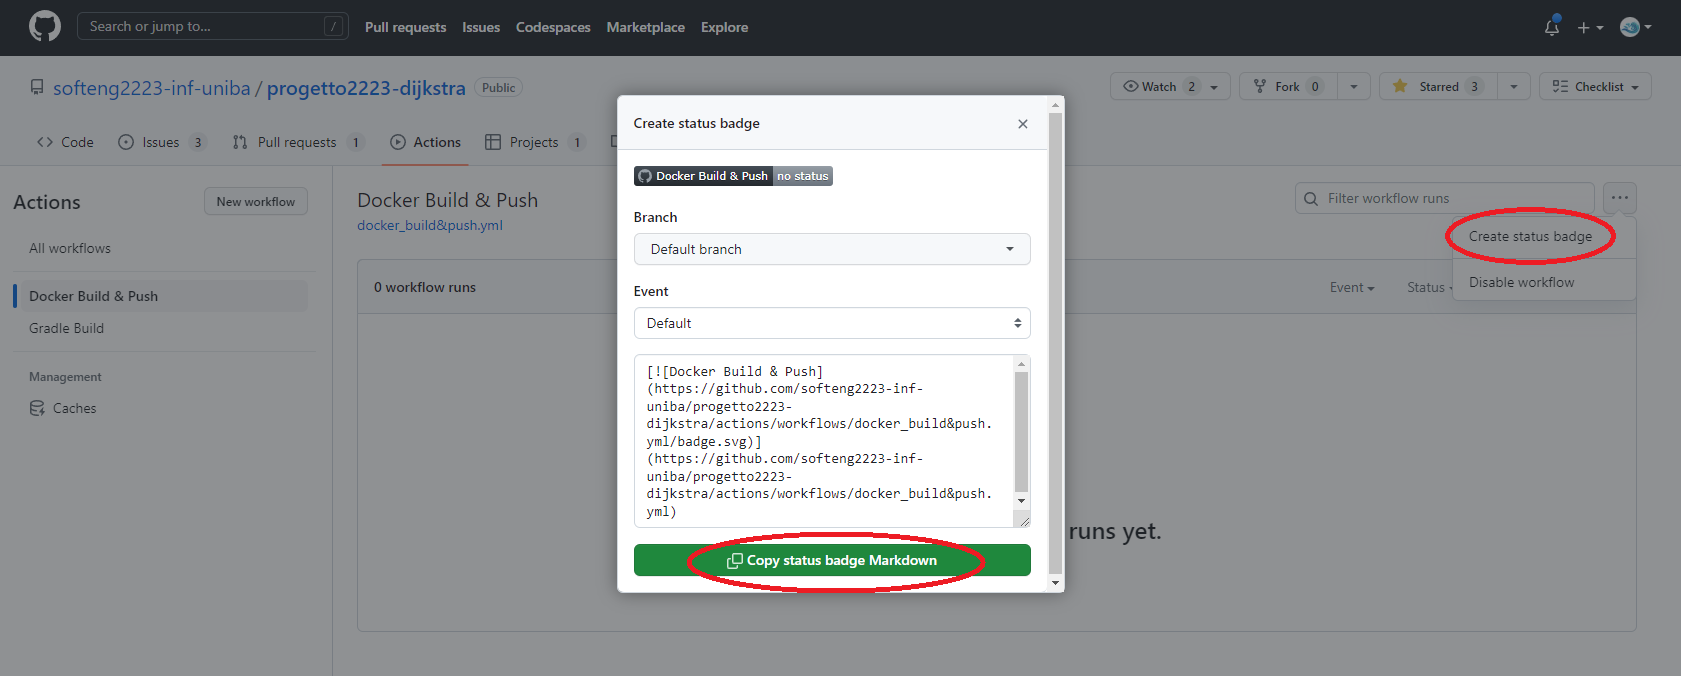 Search or jump to...
/
Pull requests
Issues
Codespaces
Marketplace
Explore
softeng2223-inf-uniba / progetto2223-dijkstra
Public
Watch 2
Fork 0
Starred 3
Checklist
Code
Issues 3
Pull requests 1
Actions
Projects 1
Actions
New workflow
All workflows
Docker Build & Push
Gradle Build
Management
Caches
Docker Build & Push
docker_build&push.yml
Filter workflow runs
...
Create status badge
Disable workflow
0 workflow runs
Event
Status
runs yet.
Create status badge
×
Docker Build & Push no status
Branch
Default branch
Event
Default
[![Docker Build & Push]
(https://github.com/softeng2223-inf-
uniba/progetto2223-
dijkstra/actions/workflows/docker_build&push.
yml/badge.svg)]
(https://github.com/softeng2223-inf-
uniba/progetto2223-
dijkstra/actions/workflows/docker_build&push.
yml)
Copy status badge Markdown